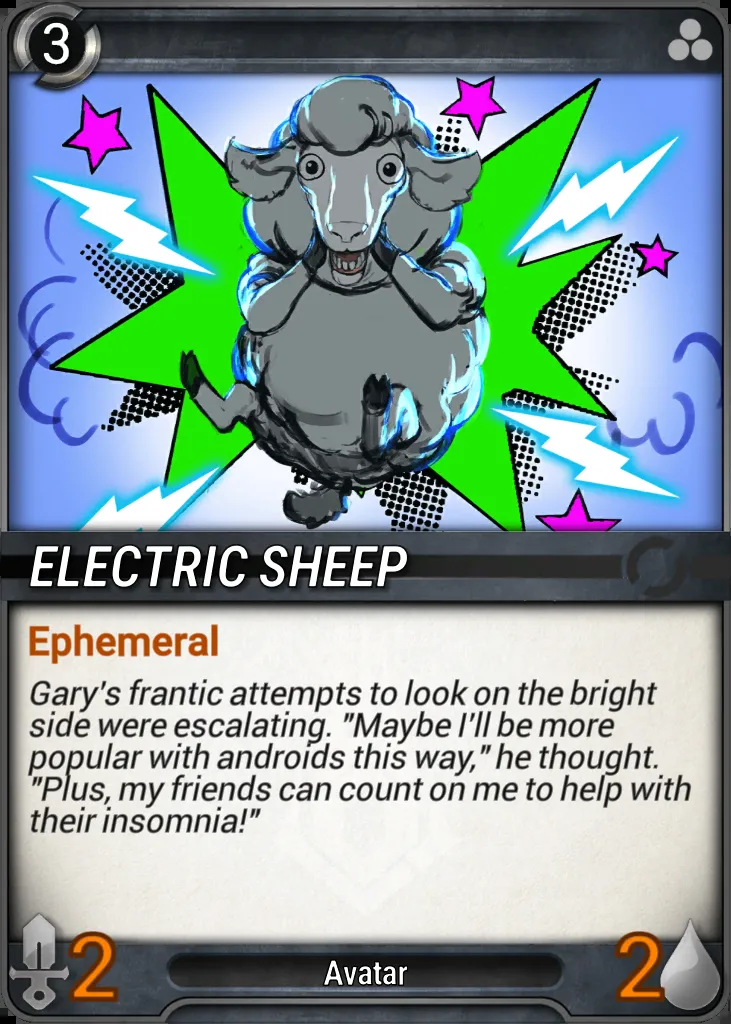 3
ELECTRIC SHEEP
Ephemeral
Gary's frantic attempts to look on the bright
side were escalating. "Maybe I'll be more
popular with androids this way," he thought.
"Plus, my friends can count on me to help with
their insomnia!"
2
Avatar
2